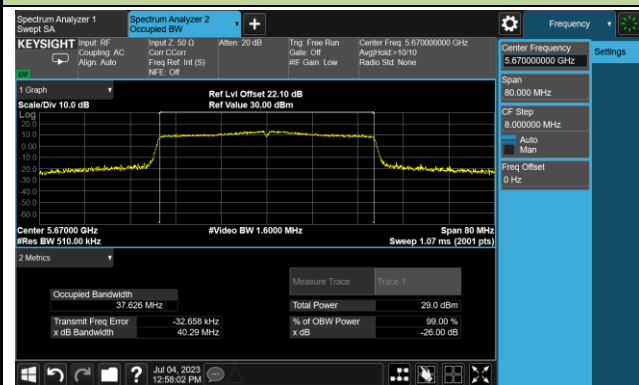 Spectrum Analyzer 1
Swept SA
Spectrum Analyzer 2
Occupied BW
+
Frequency
KEYSIGHT
Input: RF
Coupling: AC
Align: Auto
Input Z: 50 Ω
Corr CCorr
Freq Ref: Int (S)
NFE: Off
Atten: 20 dB
Trig: Free Run
Gate: Off
#IF Gain: Low
Center Freq: 5.670000000 GHz
Avg|Hold:>10/10
Radio Std: None
Center Frequency
5.670000000 GHz
Settings
Span
80.000 MHz
CF Step
8.000000 MHz
Auto
Man
Freq Offset
0 Hz
1 Graph
Scale/Div 10.0 dB
Ref Lvl Offset 22.10 dB
Ref Value 30.00 dBm
Log
20.0
10.0
0.00
-10.0
-20.0
-30.0
-40.0
-50.0
-60.0
Center 5.67000 GHz
#Res BW 510.00 kHz
#Video BW 1.6000 MHz
Span 80 MHz
Sweep 1.07 ms (2001 pts)
2 Metrics
Measure Trace
Trace 1
Occupied Bandwidth
37.626 MHz
Total Power
29.0 dBm
Transmit Freq Error
-32.658 kHz
% of OBW Power
99.00 %
x dB Bandwidth
40.29 MHz
x dB
-26.00 dB
?
Jul 04, 2023
12:58:02 PM